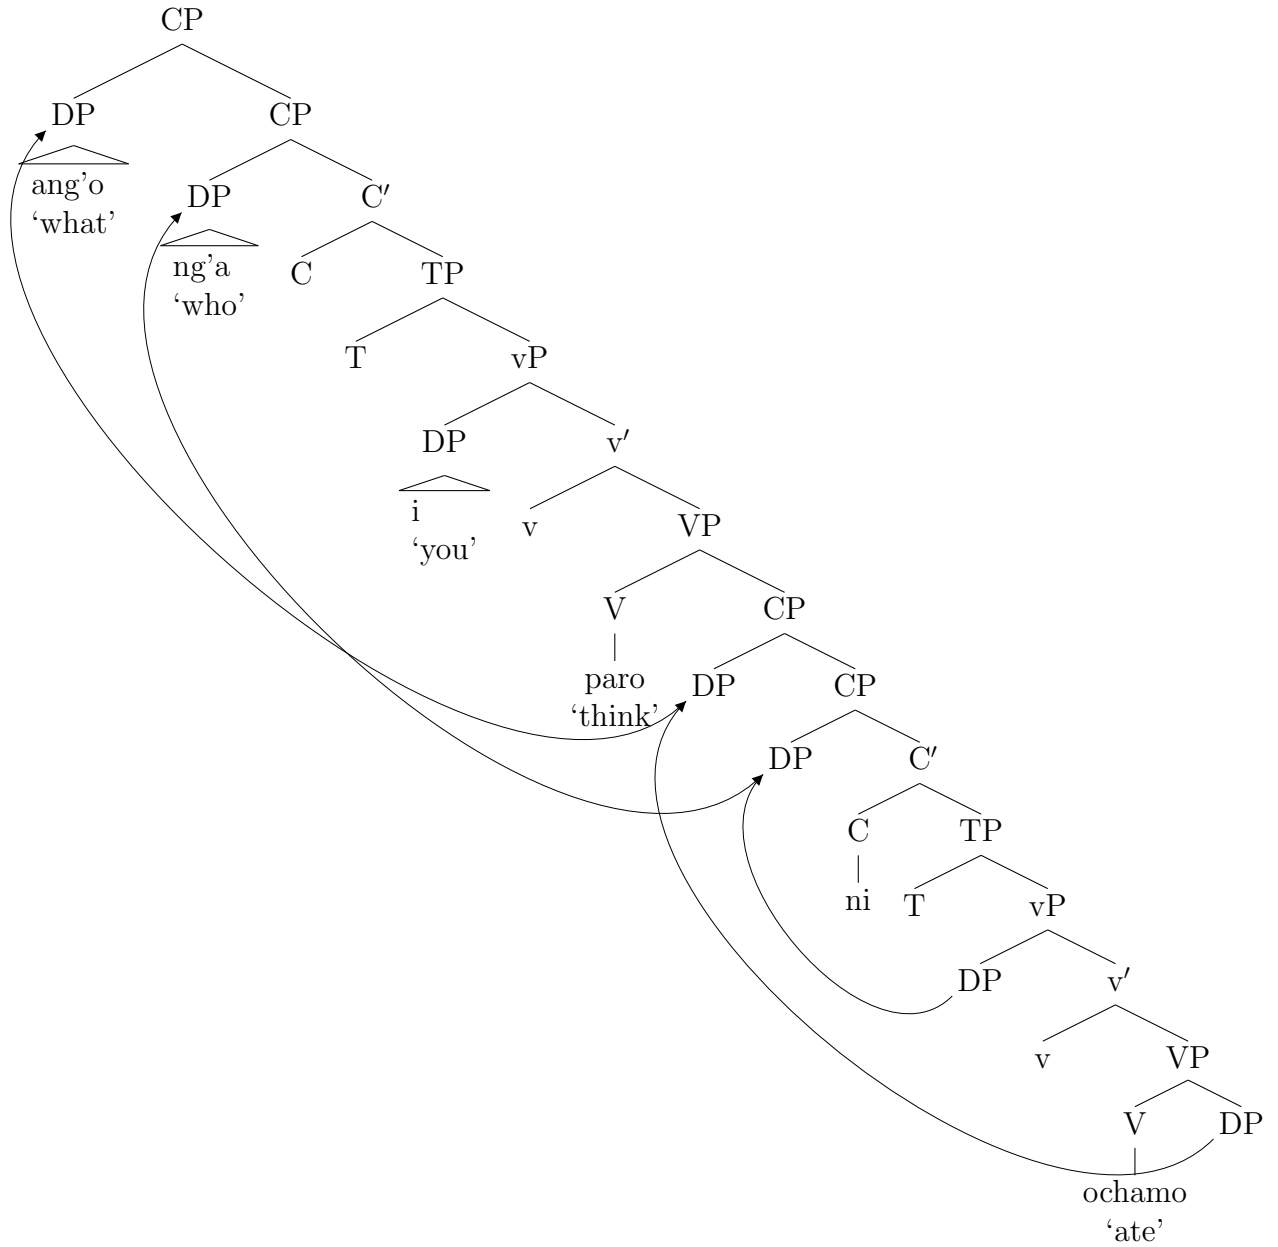 CP
DP CP
ang’o
‘what’
DP C′
ng’a
‘who’
C TP
T vP
DP v′
i
‘you’
v VP
V CP
paro
‘think’
DP CP
DP C′
C TP
ni
T vP
DP v′
v VP
V DP
ochamo
‘ate’